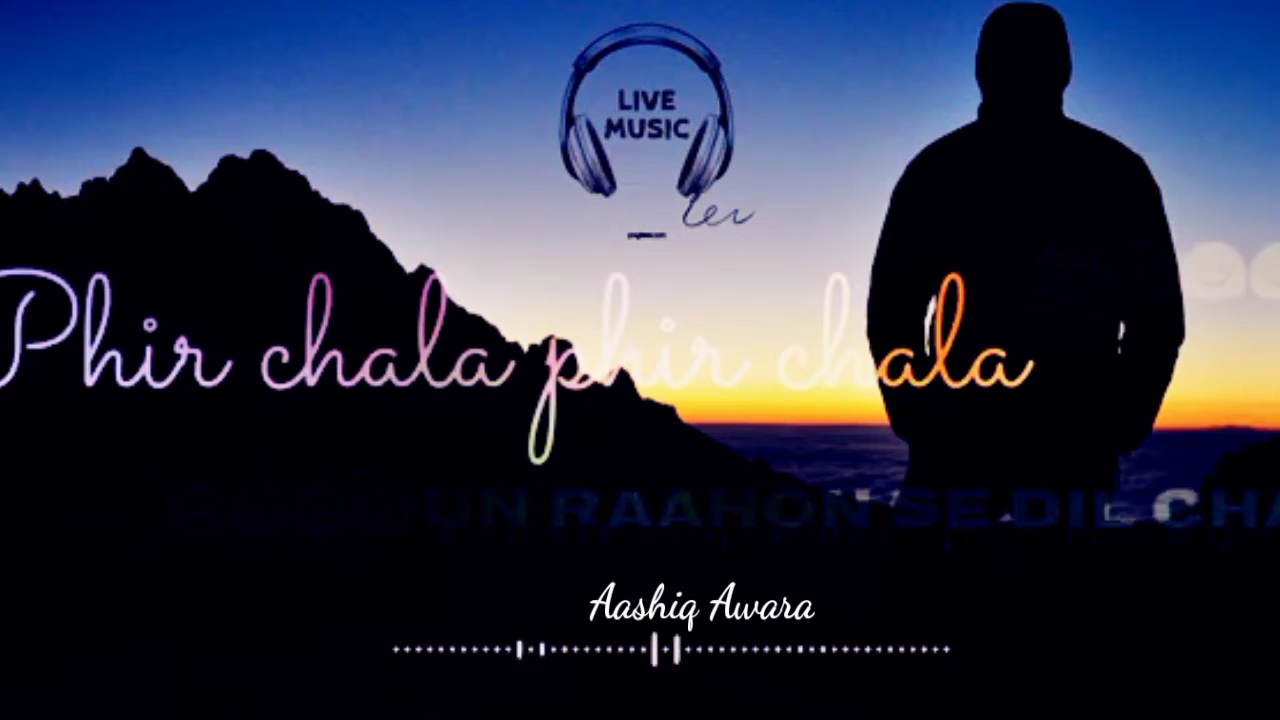 LIVE
MUSIC
Phir chala phir chala
UN RAAHON SE DIL
Aashiq Awara